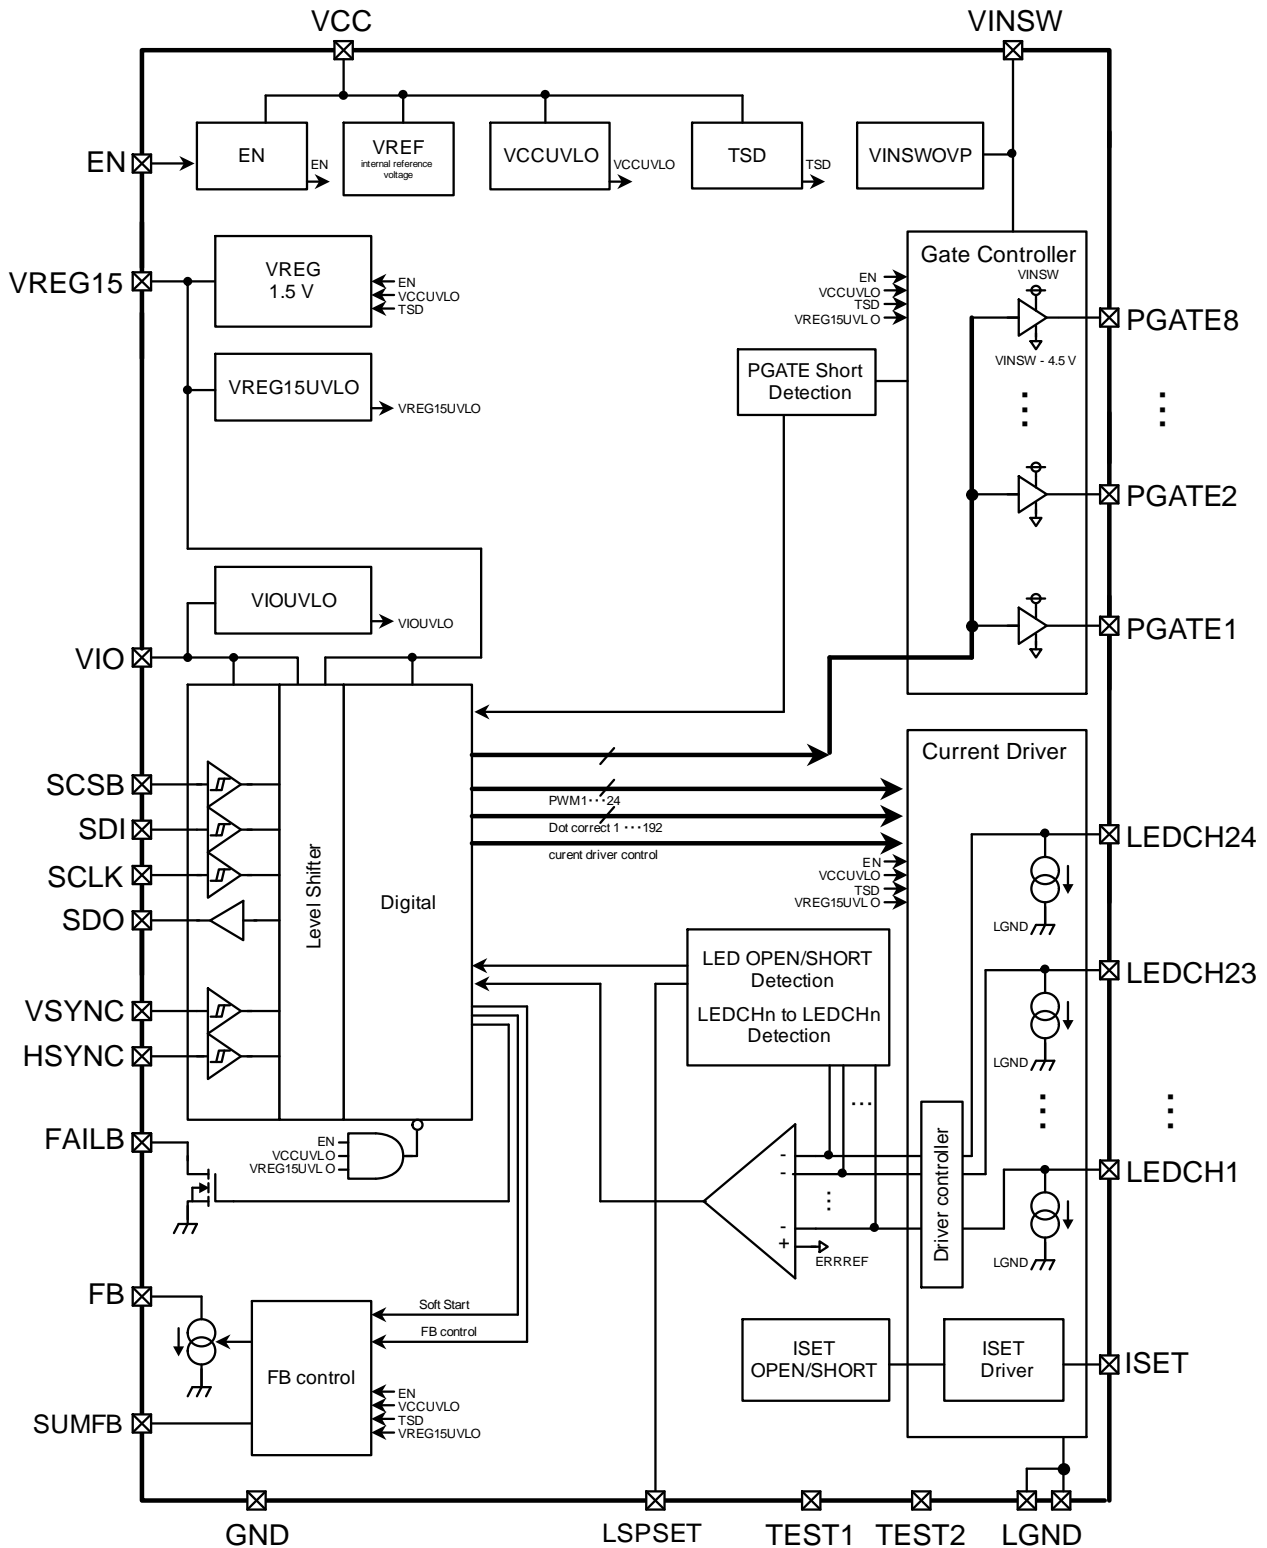 VCC
VINSW
EN
EN
EN
VREF
internal reference
voltage
VCCUVLO
VCCUVLO
TSD
TSD
VINSWOVP
VREG15
VREG
1.5 V
EN
VCCUVLO
TSD
VREG15UVLO
VREG15UVLO
Gate Controller
VINSW
EN
VCCUVLO
TSD
VREG15UVL O
VINSW - 4.5 V
PGATE8
PGATE Short
Detection
PGATE2
PGATE1
VIOUVLO
VIOUVLO
VIO
SCSB
SDI
SCLK
SDO
VSYNC
HSYNC
Level Shifter
Digital
PWM1···24
Dot correct 1 ···192
curent driver control
Current Driver
EN
VCCUVLO
TSD
VREG15UVL O
LEDCH24
LGND
LED OPEN/SHORT
Detection
LEDCHn to LEDCHn
Detection
LEDCH23
LGND
...
FAILB
EN
VCCUVLO
VREG15UVL O
-
-
-
+
ERRREF
Driver controller
LEDCH1
LGND
FB
Soft Start
FB control
FB control
EN
VCCUVLO
TSD
VREG15UVLO
SUMFB
ISET
OPEN/SHORT
ISET
Driver
ISET
GND
LSPSET
TEST1
TEST2
LGND